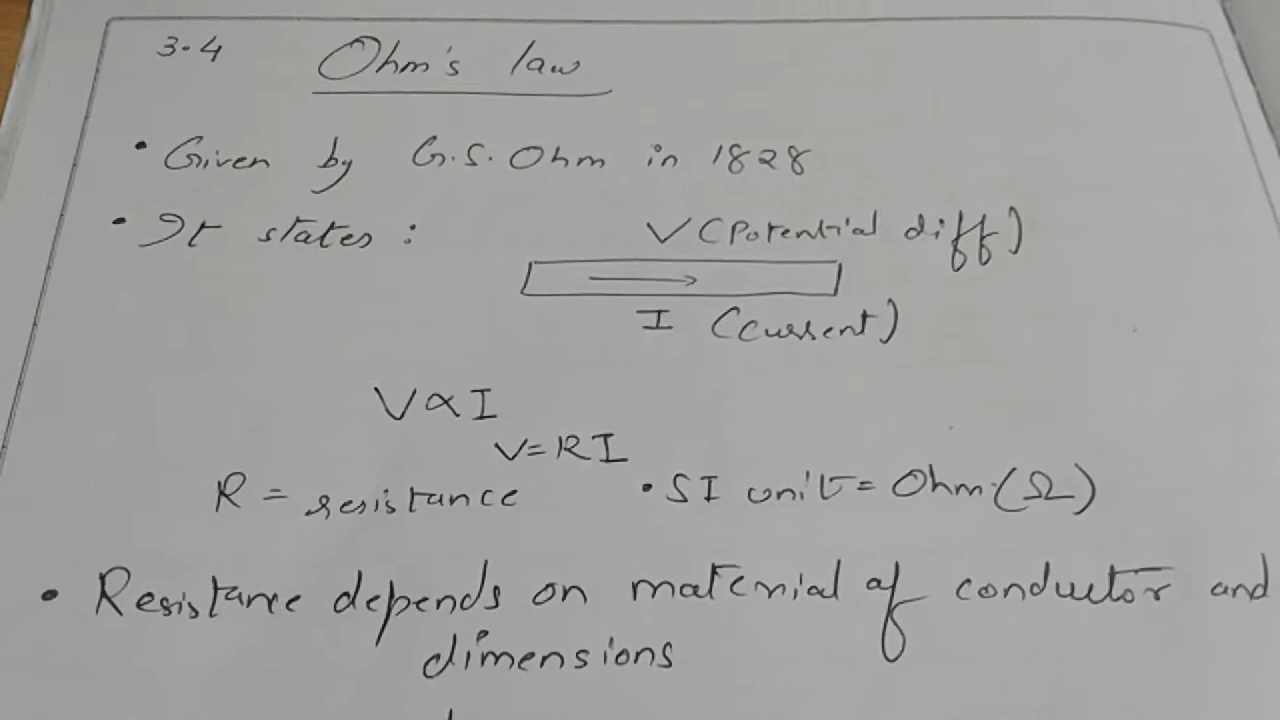 3.4 Ohm's law
• Given by G.S. Ohm in 1828
• It states :
V (Potential diff)
I (Current)
V ∝ I
V = RI
R = resistance • SI unit = Ohm (Ω)
• Resistance depends on material of conductor and
dimensions